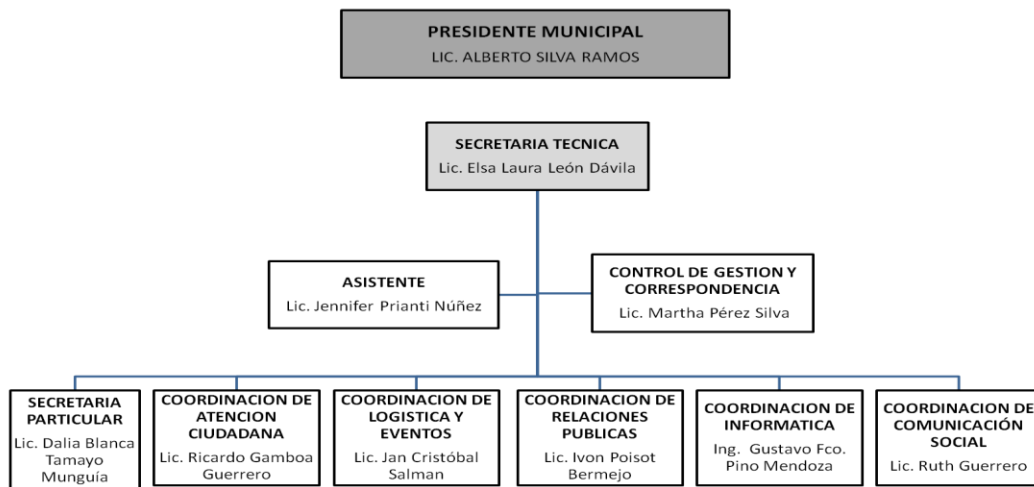 PRESIDENTE MUNICIPAL
LIC. ALBERTO SILVA RAMOS
SECRETARIA TECNICA
Lic. Elsa Laura León Dávila
ASISTENTE
Lic. Jennifer Prianti Núñez
CONTROL DE GESTION Y
CORRESPONDENCIA
Lic. Martha Pérez Silva
SECRETARIA
PARTICULAR
Lic. Dalia Blanca
Tamayo
Munguía
COORDINACION DE
ATENCION
CIUDADANA
Lic. Ricardo Gamboa
Guerrero
COORDINACION DE
LOGISTICA Y
EVENTOS
Lic. Jan Cristóbal
Salman
COORDINACION DE
RELACIONES
PUBLICAS
Lic. Ivon Poisot
Bermejo
COORDINACION DE
INFORMATICA
Ing. Gustavo Fco.
Pino Mendoza
COORDINACION DE
COMUNICACIÓN
SOCIAL
Lic. Ruth Guerrero